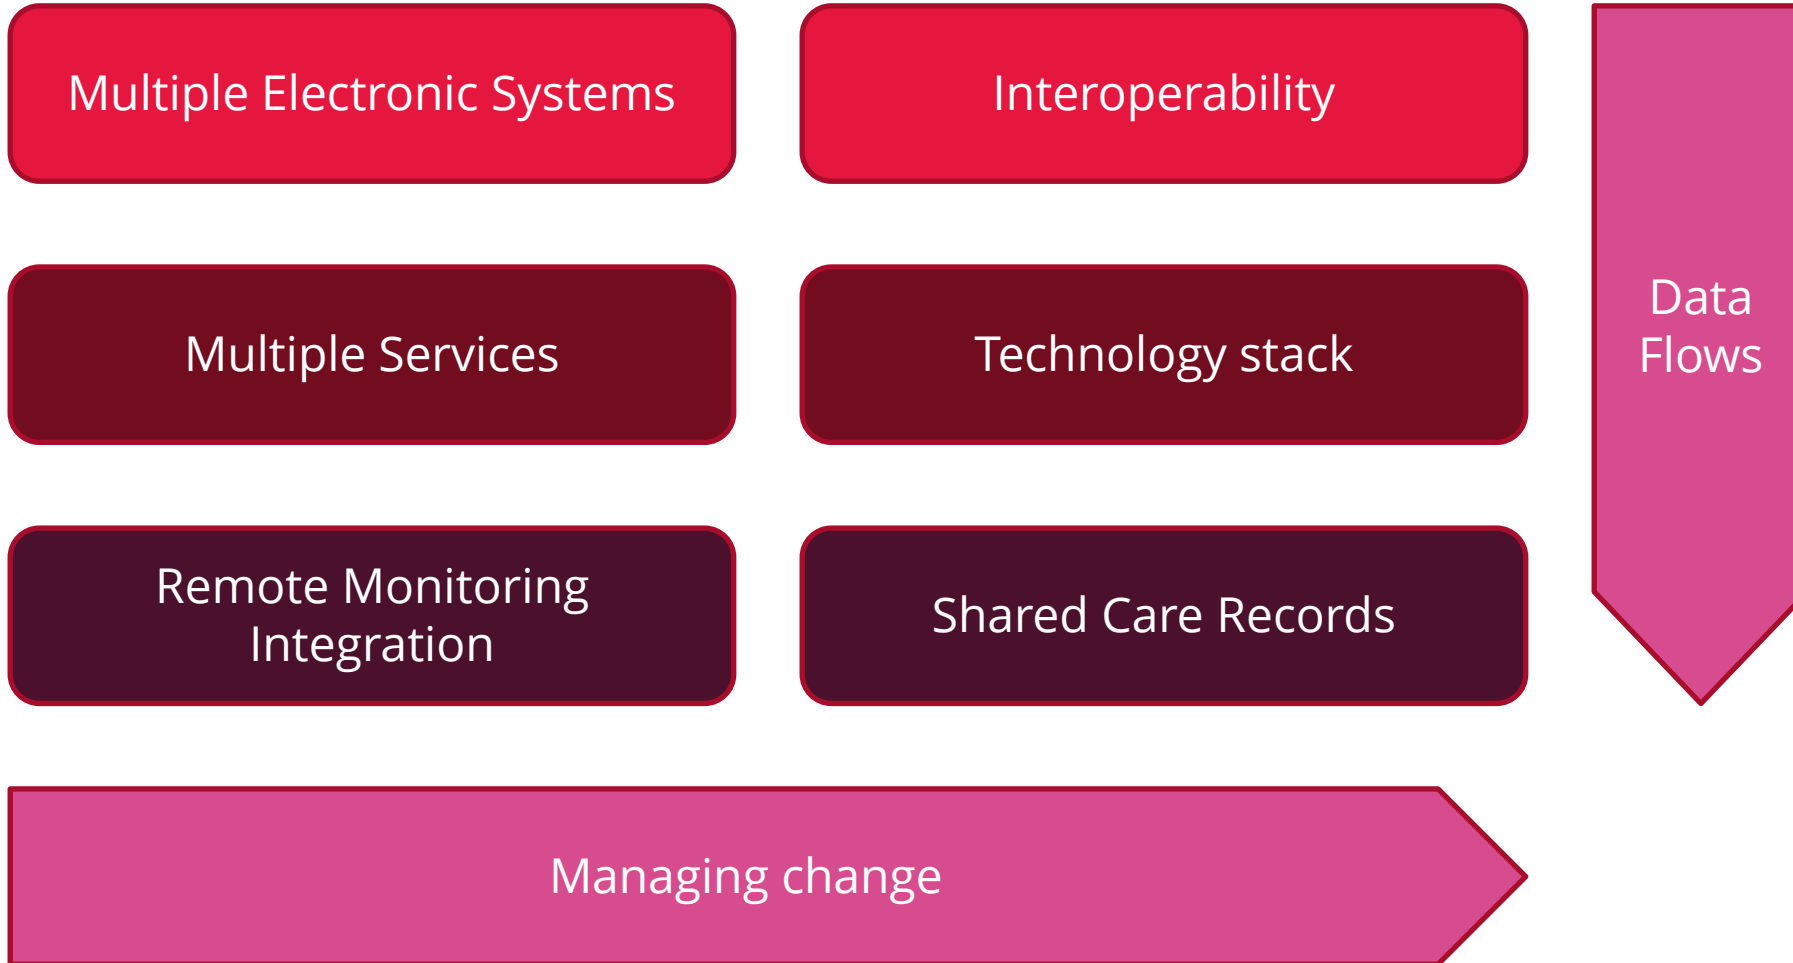 Multiple Electronic Systems
Interoperability
Data
Flows
Multiple Services
Technology stack
Remote Monitoring
Integration
Shared Care Records
Managing change